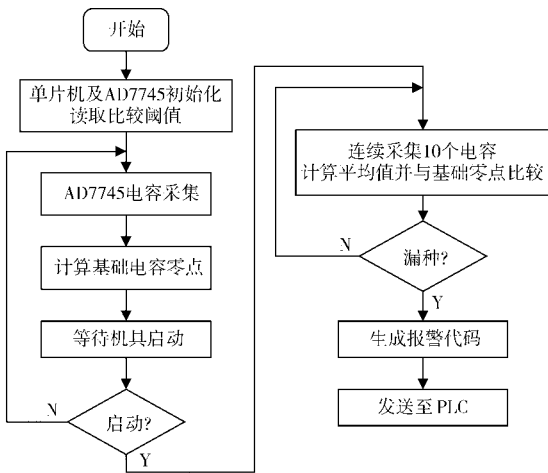 开始
单片机及AD7745初始化
读取比较阈值
AD7745电容采集
计算基础电容零点
等待机具启动
启动?
N
Y
连续采集10个电容
计算平均值并与基础零点比较
漏种?
N
Y
生成报警代码
发送至PLC